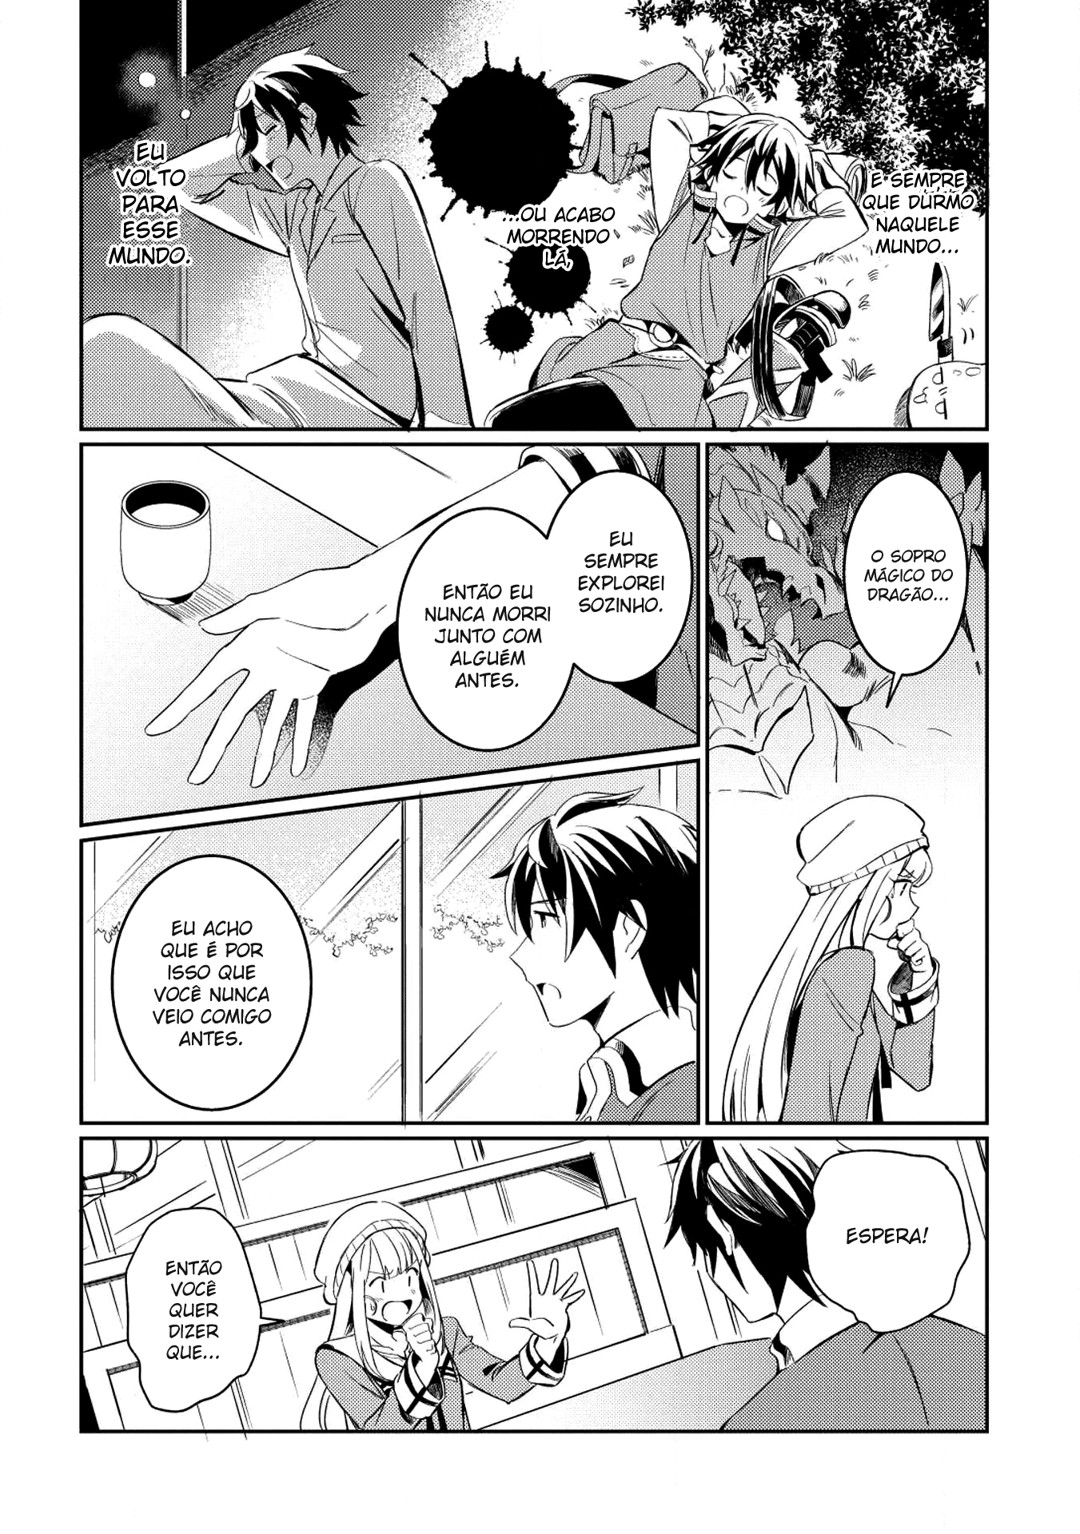 E SEMPRE
QUE DURMO
NAQUELE
MUNDO...
...OU ACABO
MORRENDO
LÁ,
EU
VOLTO
PARA
ESSE
MUNDO.
O SOPRO
MÁGICO DO
DRAGÃO...
EU
SEMPRE
EXPLOREI
SOZINHO.
ENTÃO EU
NUNCA MORRI
JUNTO COM
ALGUÉM
ANTES.
EU ACHO
QUE É POR
ISSO QUE
VOCÊ NUNCA
VEIO COMIGO
ANTES.
ESPERA!
ENTÃO
VOCÊ
QUER
DIZER
QUE...